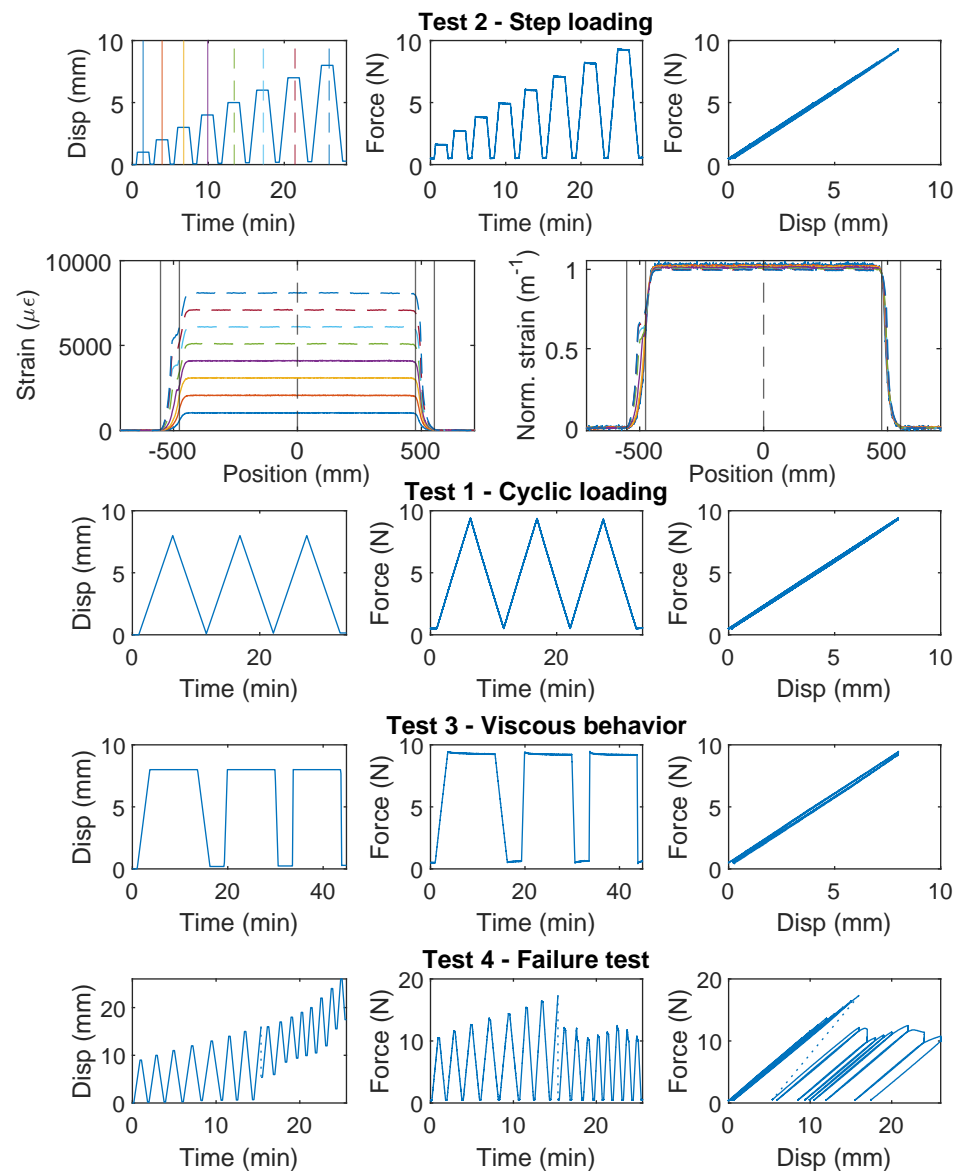 Test 2 - Step loading
Disp (mm)
10
5
0
0 10 20
Time (min)
Force (N)
10
5
0
0 10 20
Time (min)
Force (N)
10
5
0
0 5 10
Disp (mm)
Strain (με)
10000
5000
0
-500 0 500
Position (mm)
Norm. strain (m⁻¹)
1
0.5
0
-500 0 500
Position (mm)
Test 1 - Cyclic loading
Disp (mm)
10
5
0
0 20
Time (min)
Force (N)
10
5
0
0 20
Time (min)
Force (N)
10
5
0
0 5 10
Disp (mm)
Test 3 - Viscous behavior
Disp (mm)
10
5
0
0 20 40
Time (min)
Force (N)
10
5
0
0 20 40
Time (min)
Force (N)
10
5
0
0 5 10
Disp (mm)
Test 4 - Failure test
Disp (mm)
20
10
0
0 10 20
Time (min)
Force (N)
20
10
0
0 10 20
Time (min)
Force (N)
20
10
0
0 10 20
Disp (mm)